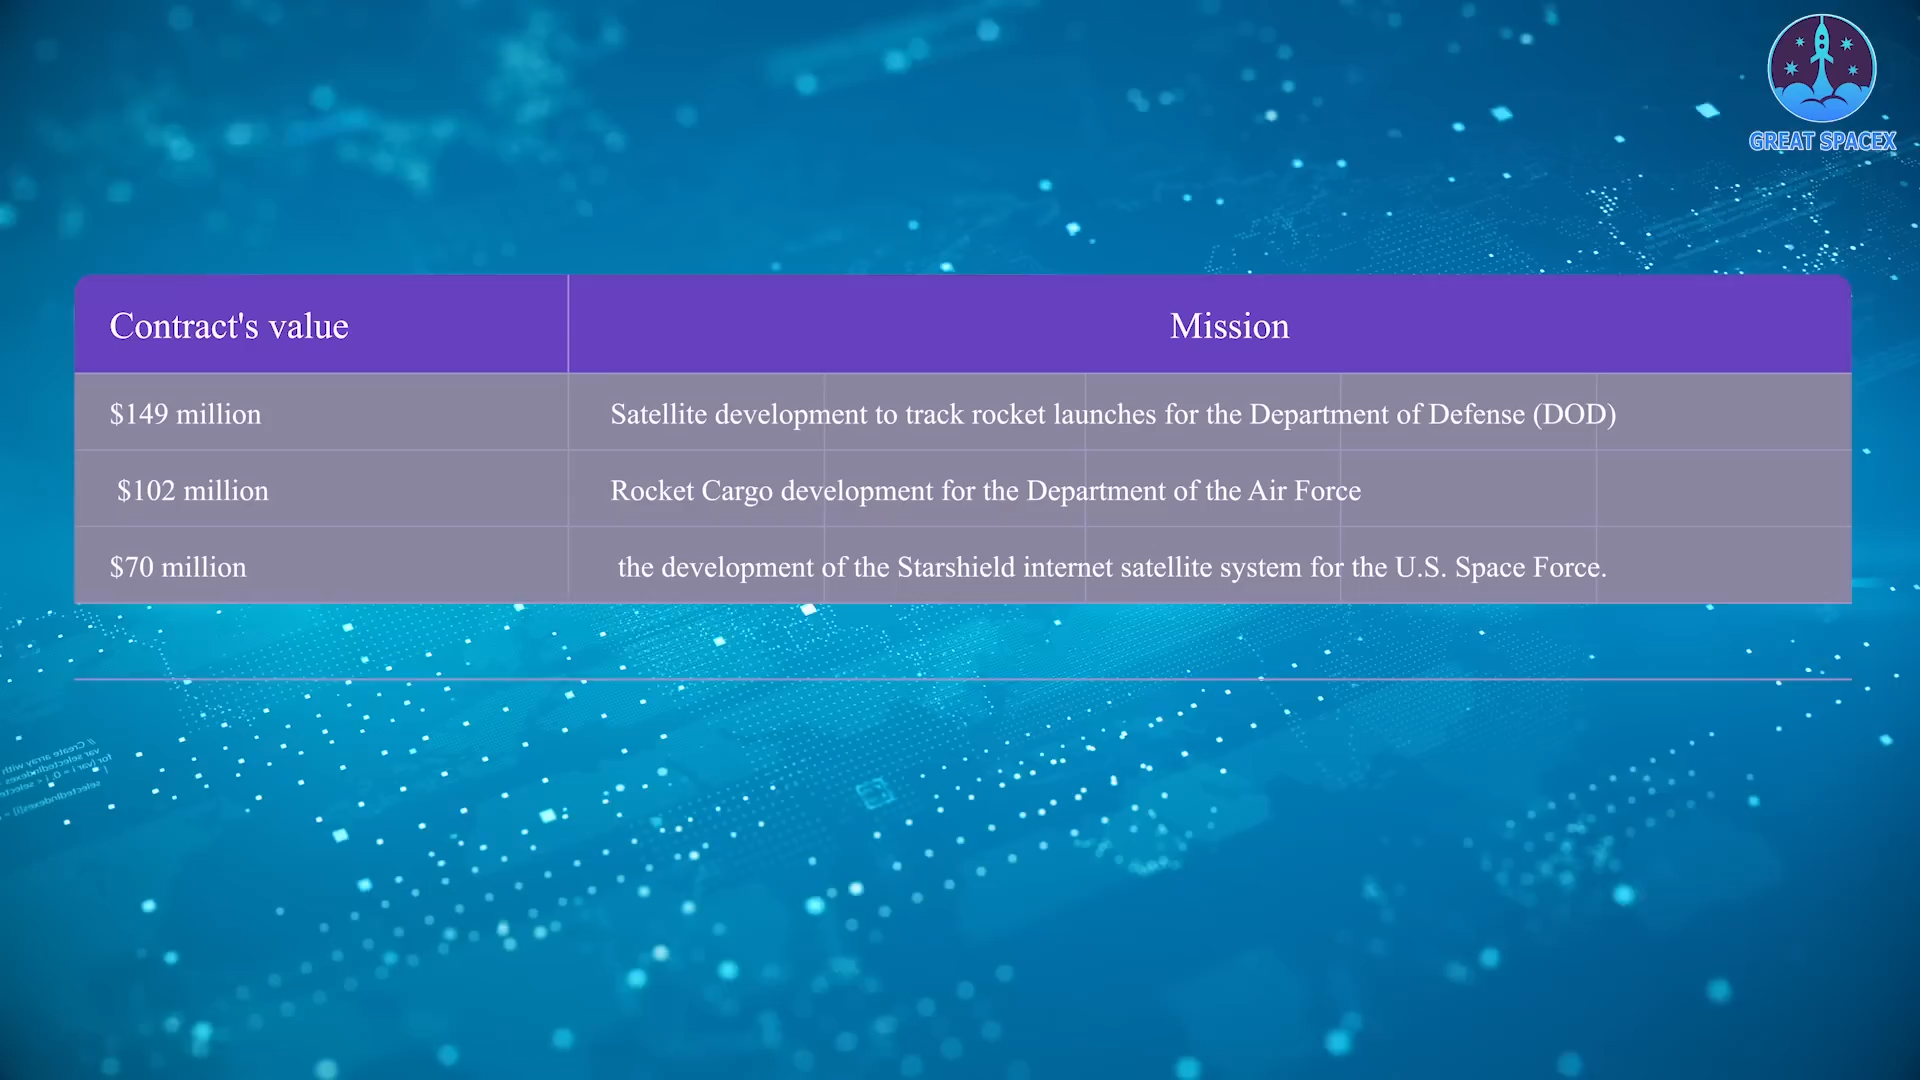 GREAT SPACEX
Contract's value Mission
$149 million Satellite development to track rocket launches for the Department of Defense (DOD)
$102 million Rocket Cargo development for the Department of the Air Force
$70 million the development of the Starshield internet satellite system for the U.S. Space Force.